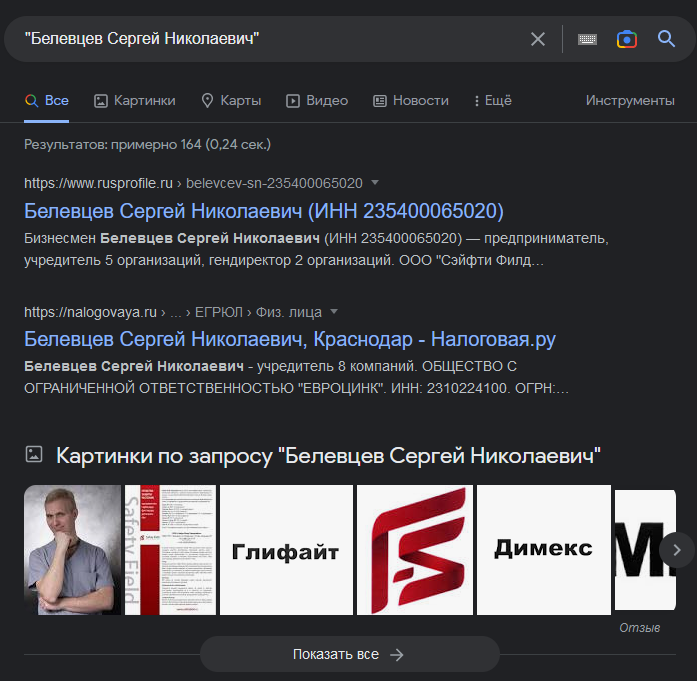 "Белевцев Сергей Николаевич"
Все Картинки Карты Видео Новости Ещё Инструменты
Результатов: примерно 164 (0,24 сек.)
https://www.rusprofile.ru › belevcev-sn-235400065020
Белевцев Сергей Николаевич (ИНН 235400065020)
Бизнесмен Белевцев Сергей Николаевич (ИНН 235400065020) — предприниматель,
учредитель 5 организаций, гендиректор 2 организаций. ООО "Сэйфти Филд...
https://nalogovaya.ru › ... › ЕГРЮЛ › Физ. лица
Белевцев Сергей Николаевич, Краснодар - Налоговая.ру
Белевцев Сергей Николаевич - учредитель 8 компаний. ОБЩЕСТВО С
ОГРАНИЧЕННОЙ ОТВЕТСТВЕННОСТЬЮ "ЕВРОЦИНК". ИНН: 2310224100. ОГРН:...
Картинки по запросу "Белевцев Сергей Николаевич"
Safety Field
Глифайт
Димекс
Отзыв
Показать все